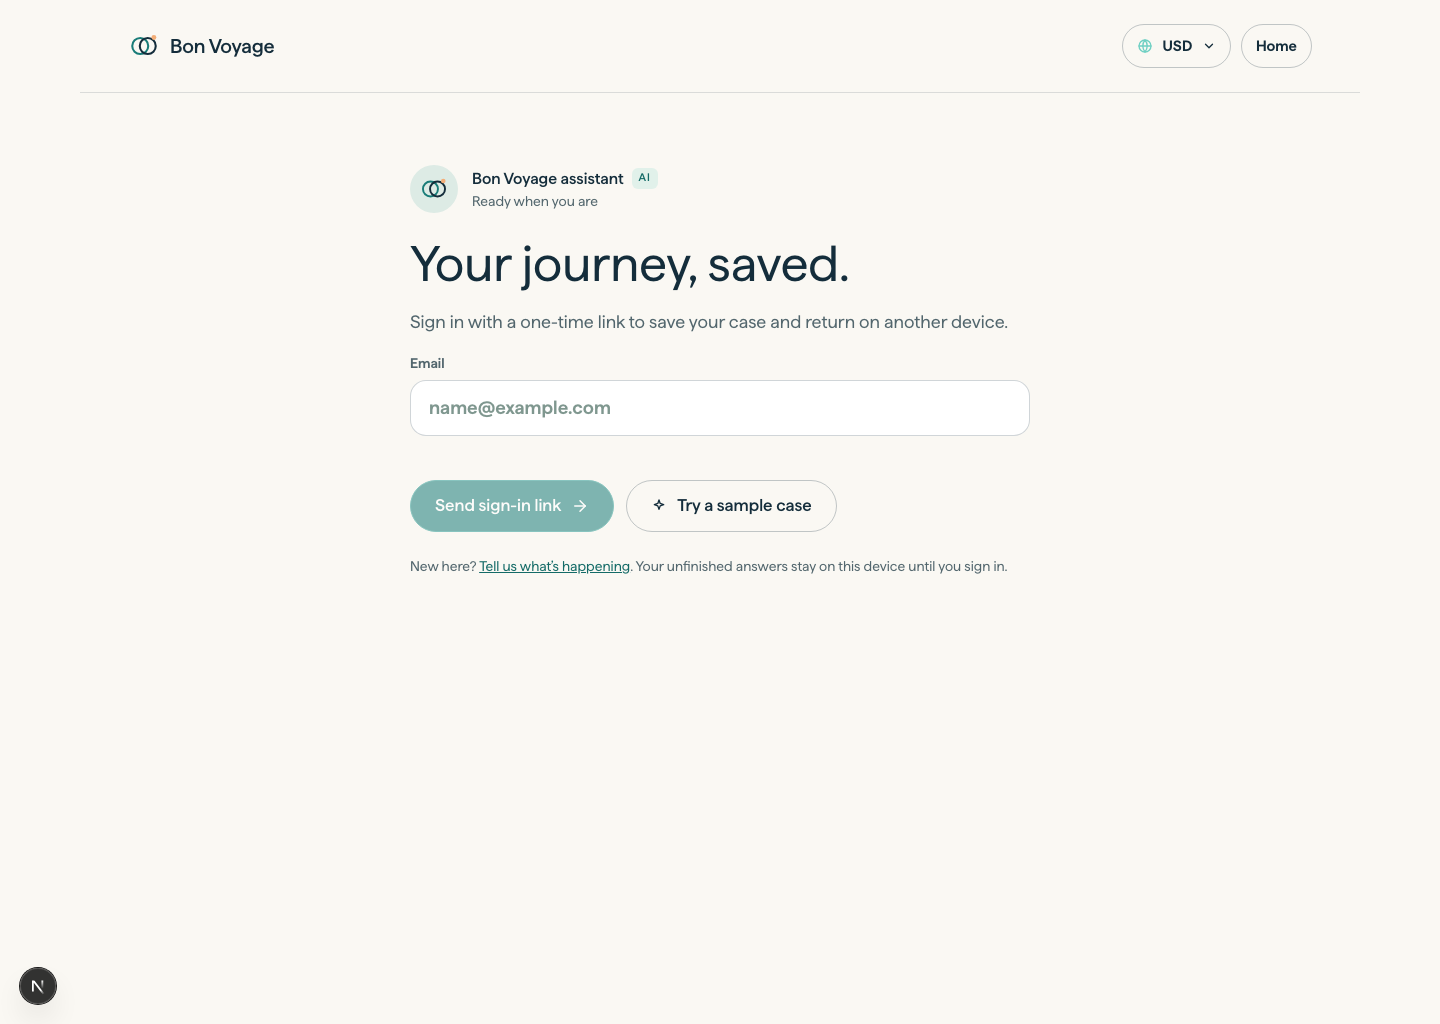 Bon Voyage
USD
Home
Bon Voyage assistant AI
Ready when you are
Your journey, saved.
Sign in with a one-time link to save your case and return on another device.
Email
name@example.com
Send sign-in link
Try a sample case
New here? Tell us what's happening. Your unfinished answers stay on this device until you sign in.
N